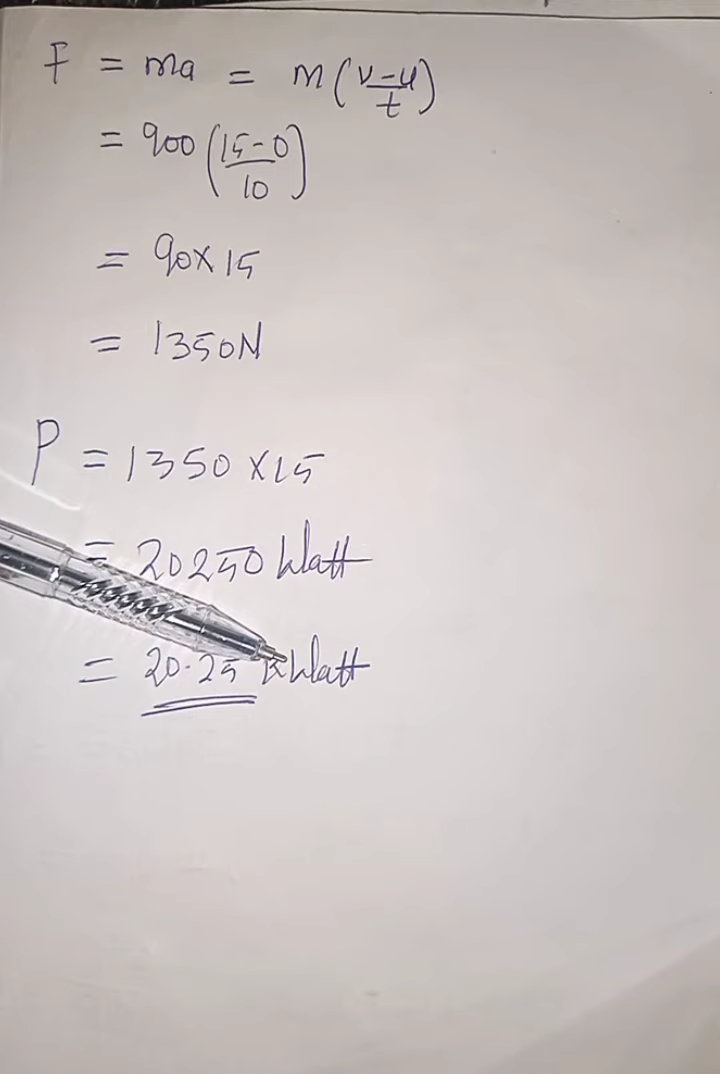 F = ma = m(v-u/t)
= 900(15-0/10)
= 90×15
= 1350N
P = 1350×15
= 20250 Watt
= 20.25 kWatt